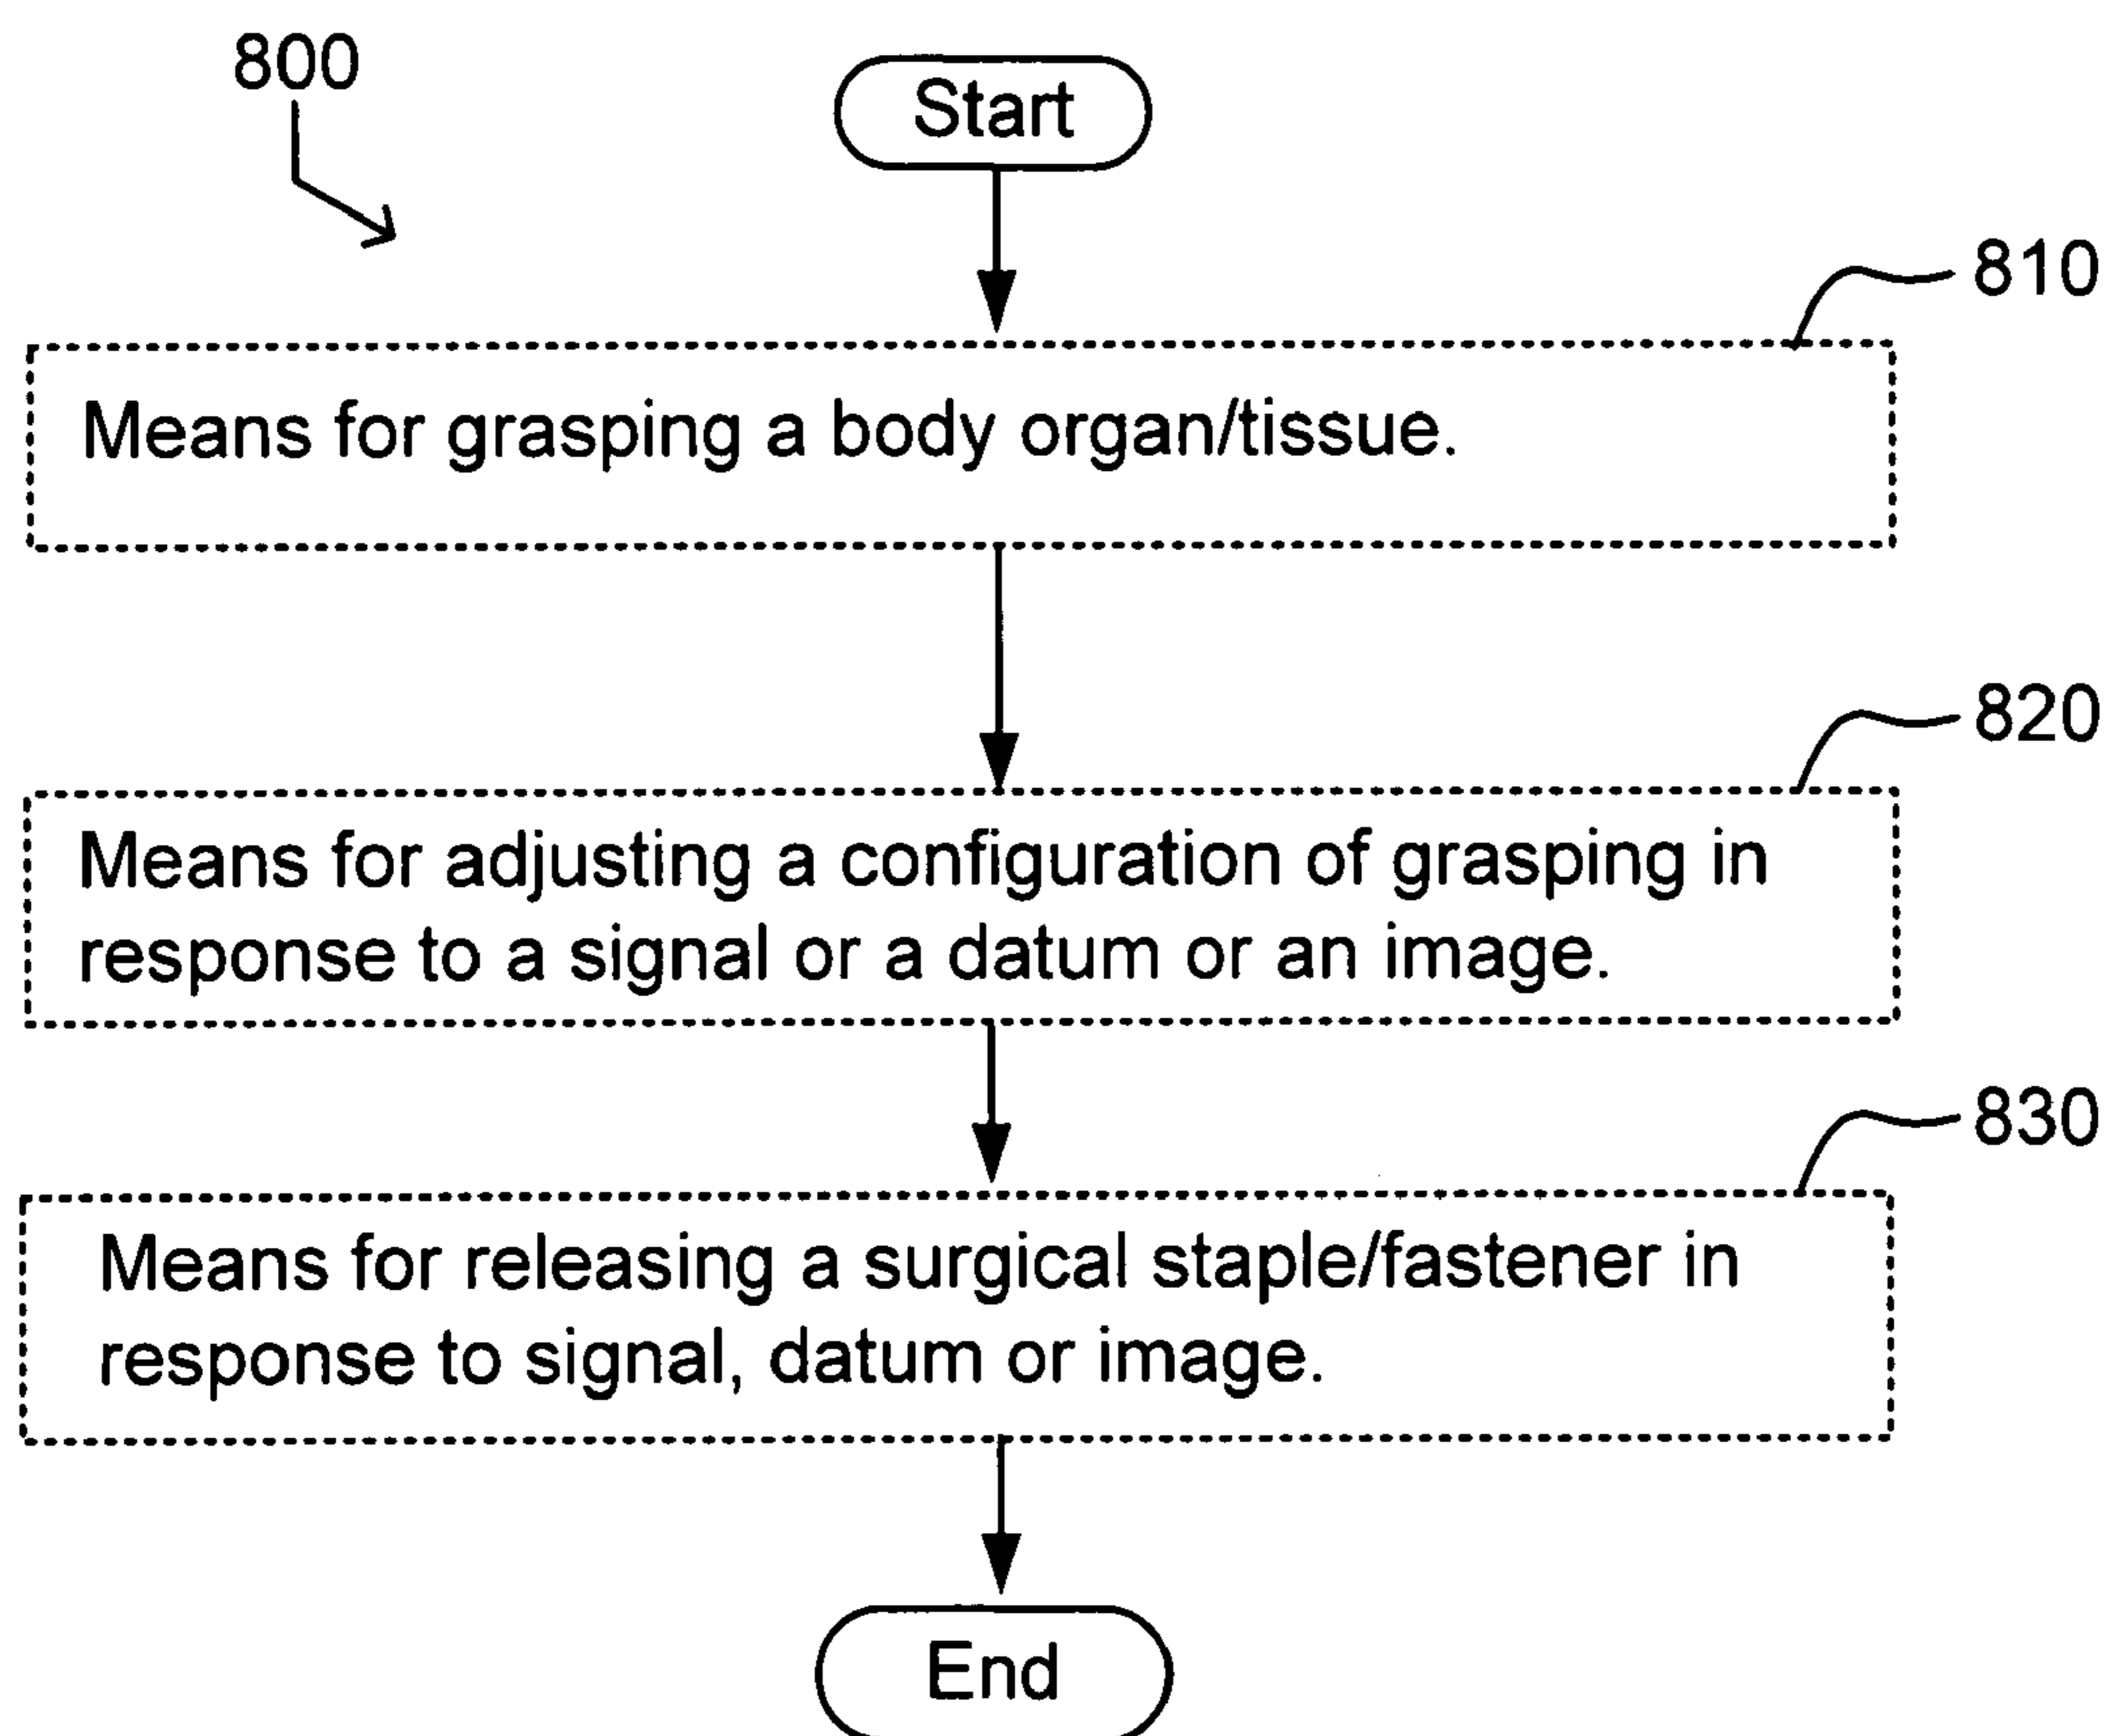 800
Start
810
Means for grasping a body organ/tissue.
820
Means for adjusting a configuration of grasping in
response to a signal or a datum or an image.
830
Means for releasing a surgical staple/fastener in
response to signal, datum or image.
End